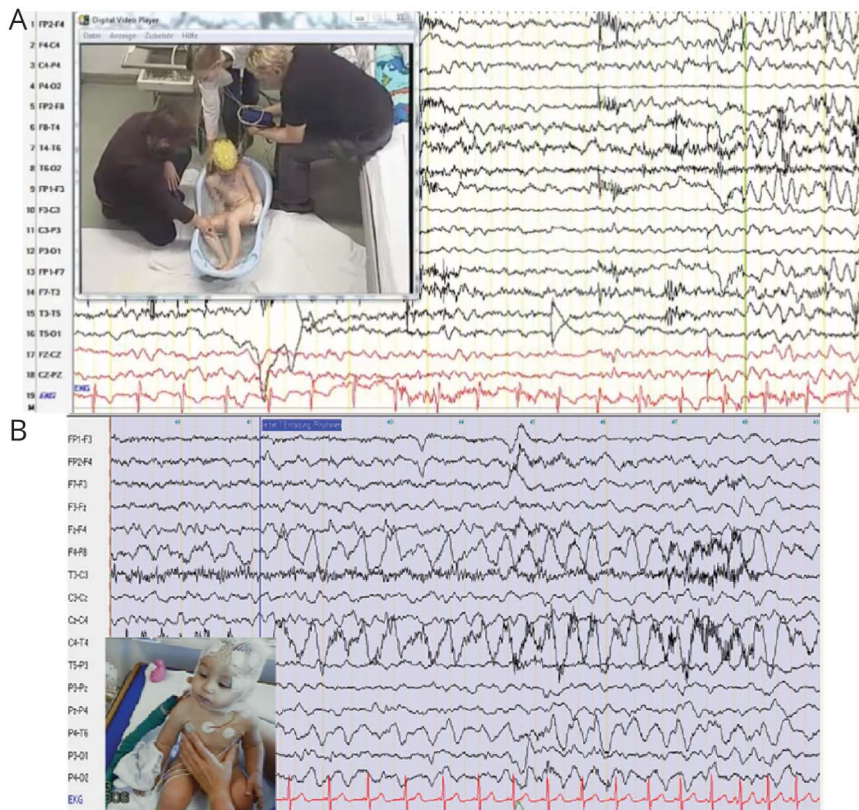 A
Digital Video Player
Datei Anzeige Zubehör Hilfe
1 FP2-F4
2 F4-C4
3 C4-P4
4 P4-O2
5 FP2-F8
6 F8-T4
7 T4-T6
8 T6-O2
9 FP1-F3
10 F3-C3
11 C3-P3
12 P3-O1
13 FP1-F7
14 F7-T3
15 T3-T5
16 T5-O1
17 FZ-CZ
18 CZ-PZ
EKG
19 EKG
M
B
FP1-F3
FP2-F4
F7-F3
F3-Fz
Fz-F4
F4-F8
T3-C3
C3-Cz
Cz-C4
C4-T4
T5-P3
P3-Pz
Pz-P4
P4-T6
P3-O1
P4-O2
EKG